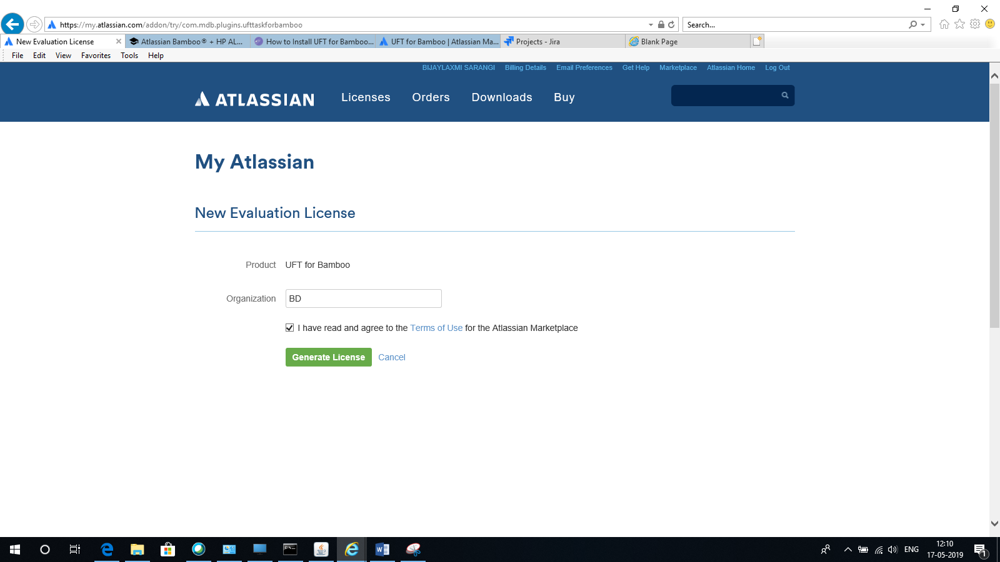 https://my.atlassian.com/addon/try/com.mdb.plugins.ufttaskforbamboo
Search...
New Evaluation License
Atlassian Bamboo® + HP AL...
How to Install UFT for Bamboo...
UFT for Bamboo | Atlassian Ma...
Projects - Jira
Blank Page
File Edit View Favorites Tools Help
BIJAYLAXMI SARANGI Billing Details Email Preferences Get Help Marketplace Atlassian Home Log Out
ATLASSIAN Licenses Orders Downloads Buy
My Atlassian
New Evaluation License
Product UFT for Bamboo
Organization BD
I have read and agree to the Terms of Use for the Atlassian Marketplace
Generate License Cancel
ENG
12:10
17-05-2019
1